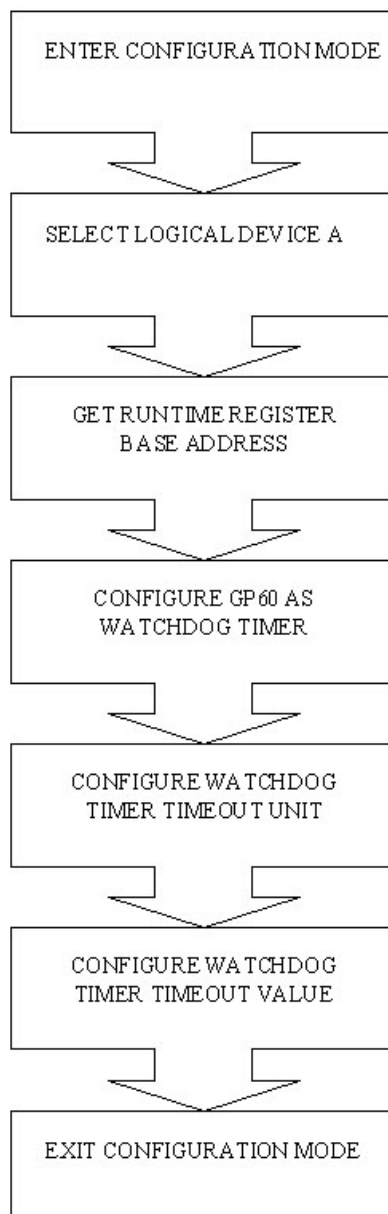 ENTER CONFIGURATION MODE
SELECT LOGICAL DEVICE A
GET RUNTIME REGISTER
BASE ADDRESS
CONFIGURE GP60 AS
WATCHDOG TIMER
CONFIGURE WATCHDOG
TIMER TIMEOUT UNIT
CONFIGURE WATCHDOG
TIMER TIMEOUT VALUE
EXIT CONFIGURATION MODE